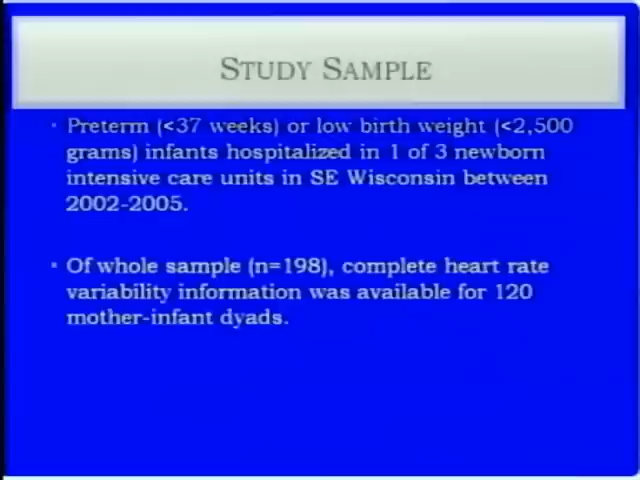 STUDY SAMPLE
Preterm (<37 weeks) or low birth weight (<2,500
grams) infants hospitalized in 1 of 3 newborn
intensive care units in SE Wisconsin between
2002-2005.
Of whole sample (n=198), complete heart rate
variability information was available for 120
mother-infant dyads.